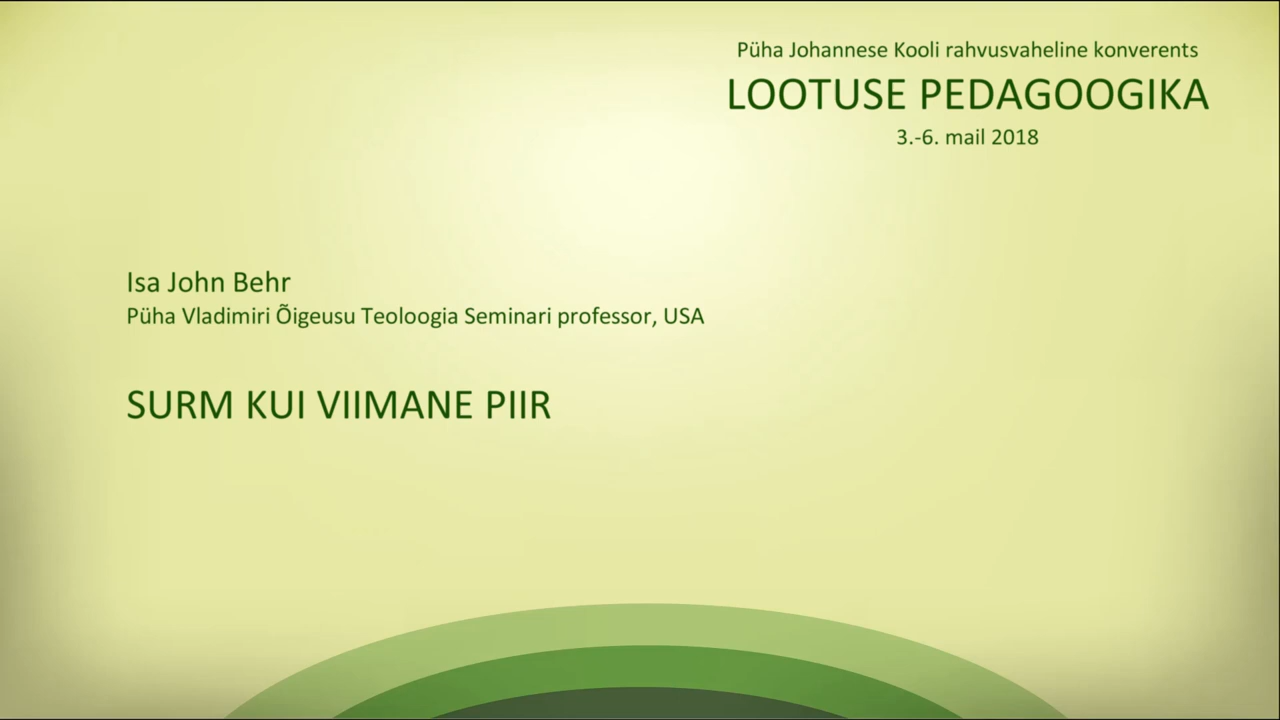 Püha Johannese Kooli rahvusvaheline konverents
LOOTUSE PEDAGOOGIKA
3.-6. mail 2018
Isa John Behr
Püha Vladimiri Õigeusu Teoloogia Seminari professor, USA
SURM KUI VIIMANE PIIR